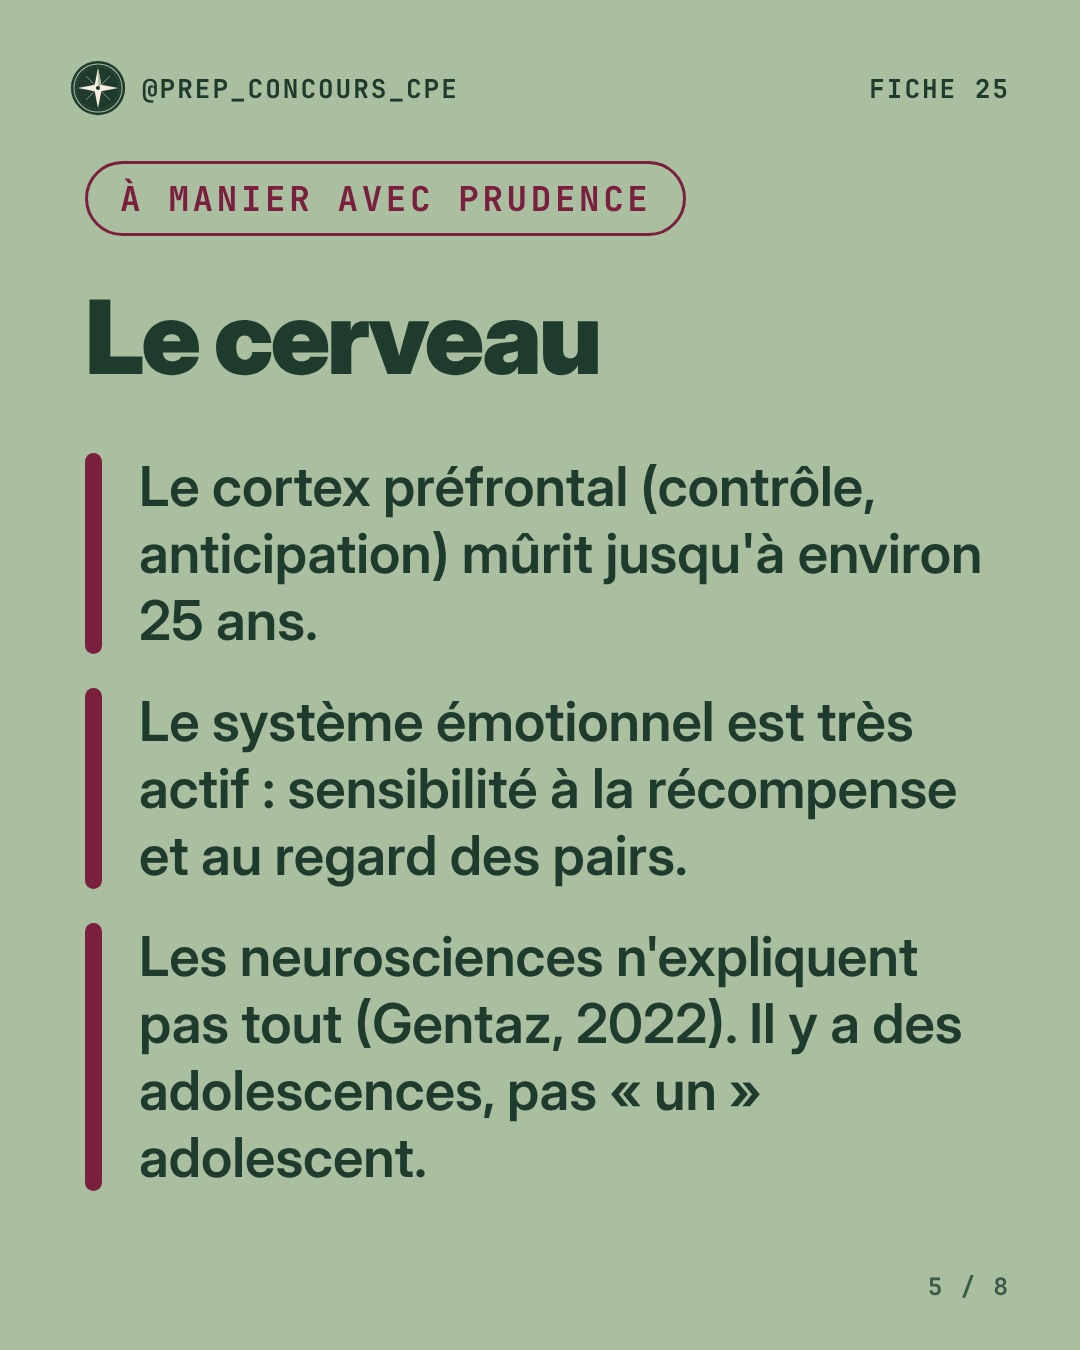 @PREP_CONCOURS_CPE
FICHE 25
À MANIER AVEC PRUDENCE
Le cerveau
Le cortex préfrontal (contrôle,
anticipation) mûrit jusqu'à environ
25 ans.
Le système émotionnel est très
actif : sensibilité à la récompense
et au regard des pairs.
Les neurosciences n'expliquent
pas tout (Gentaz, 2022). Il y a des
adolescences, pas « un »
adolescent.
5 / 8